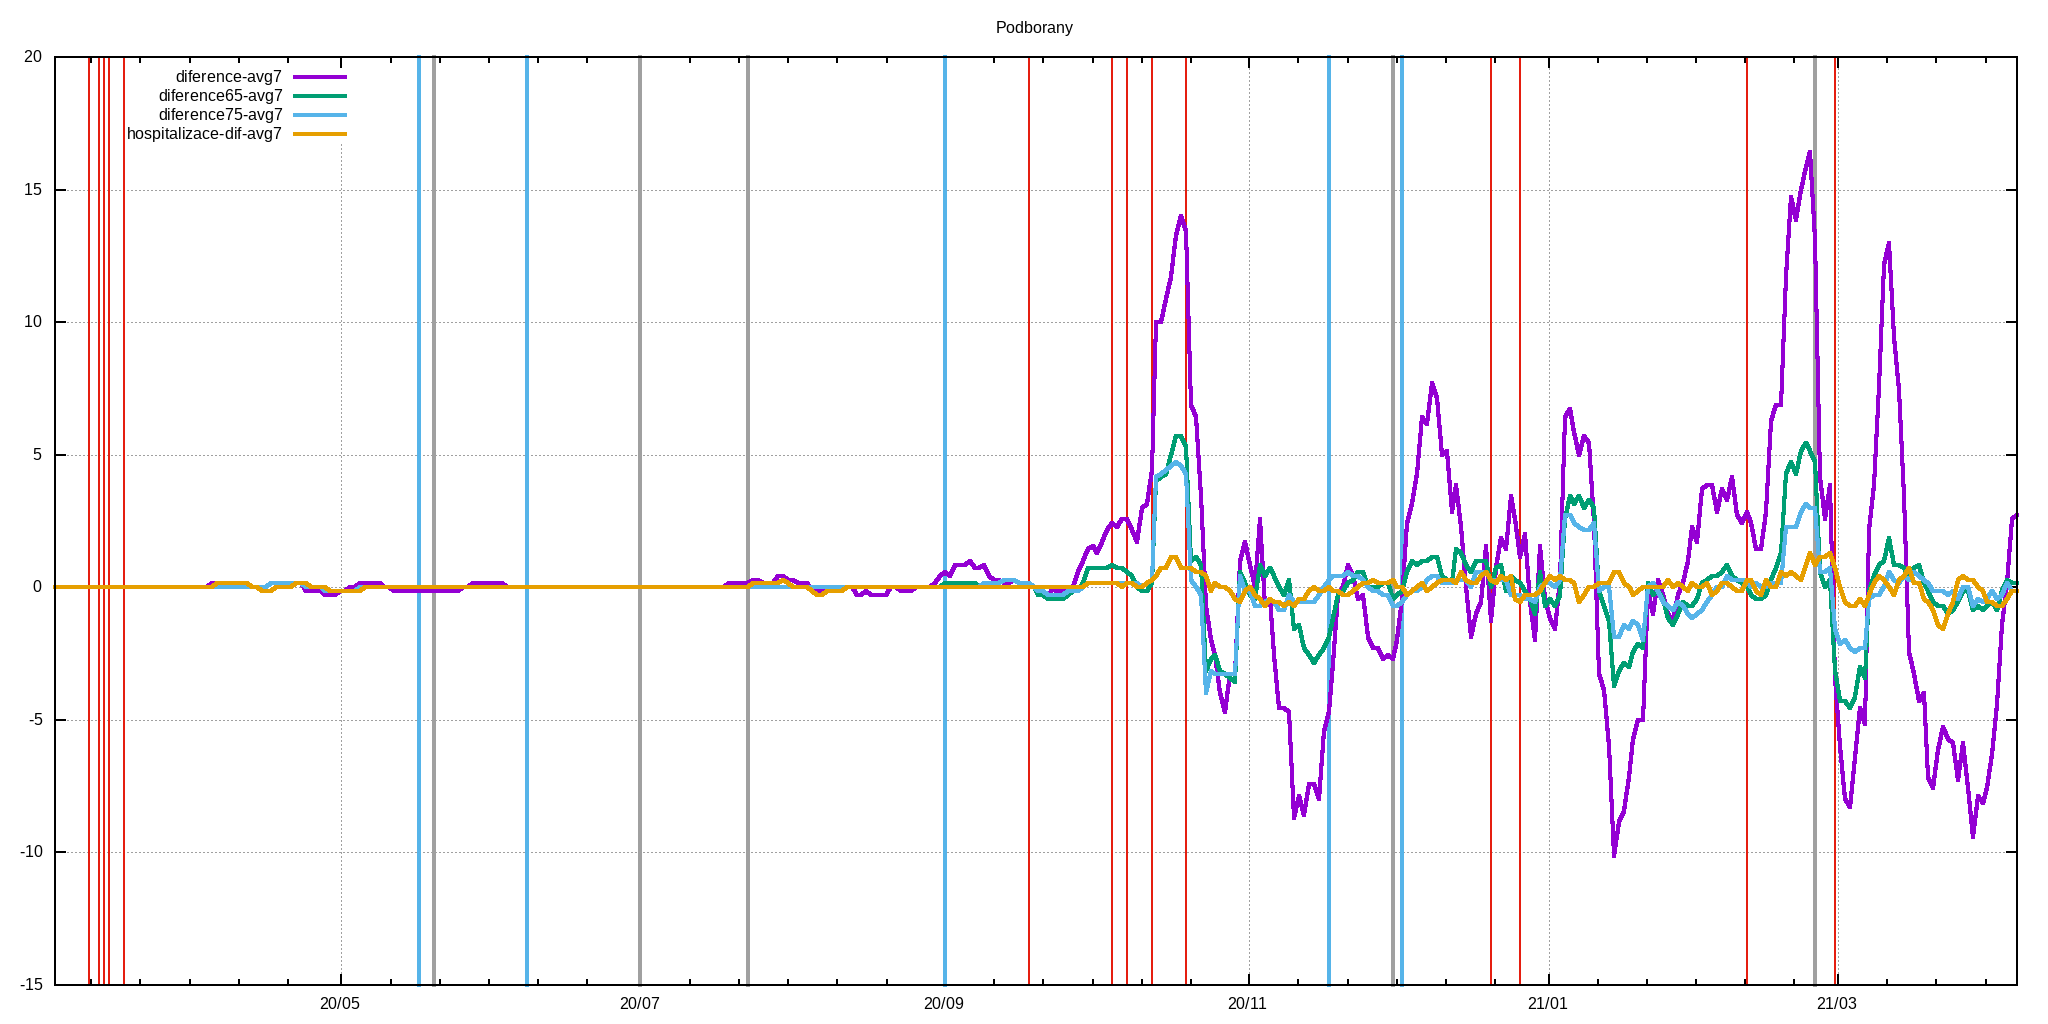 Podborany
20
diference-avg7
diference65-avg7
diference75-avg7
hospitalizace-dif-avg7
15
10
5
0
-5
-10
-15
20/05 20/07 20/09 20/11 21/01 21/03